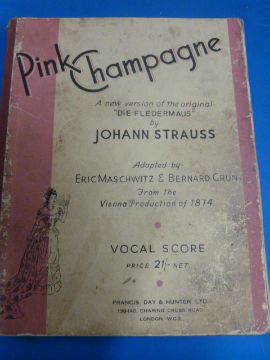 Pink Champagne
A new version of the original
"DIE FLEDERMAUS"
by
JOHANN STRAUSS
Adapted by
ERIC MASCHWITZ & BERNARD GRUN
From the
Vienna Production of 1874.
VOCAL SCORE
PRICE 21/- NET
FRANCIS, DAY & HUNTER, LTD.
138-140, CHARING CROSS ROAD
LONDON, W.C.2.